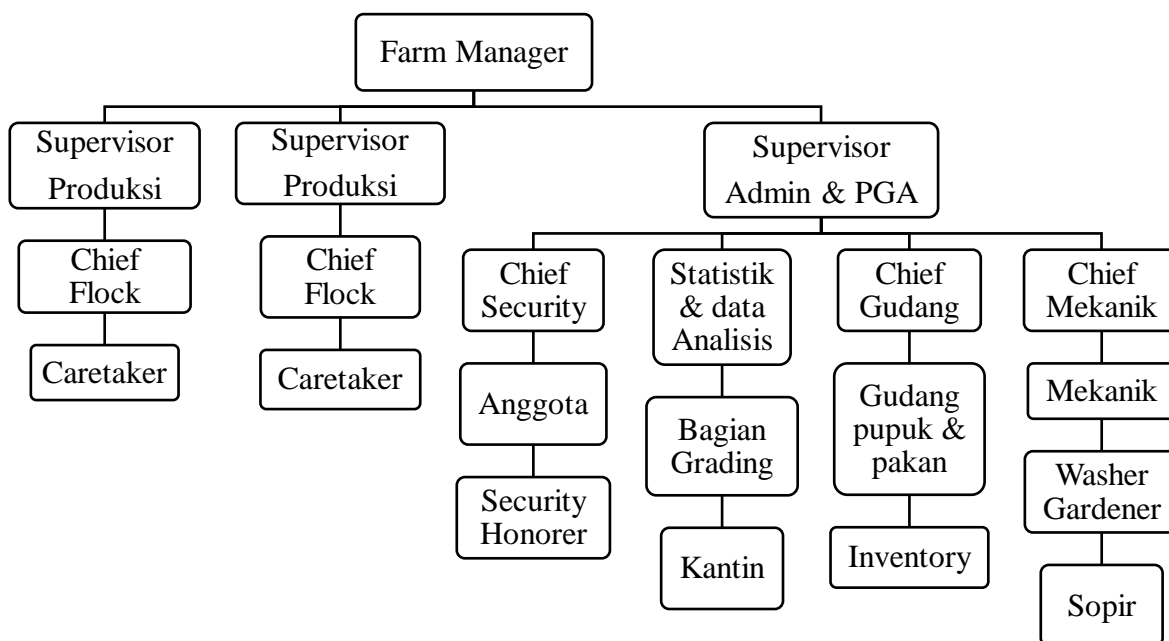 Farm Manager
Supervisor
Produksi
Supervisor
Produksi
Supervisor
Admin & PGA
Chief
Flock
Chief
Flock
Chief
Security
Statistik
& data
Analisis
Chief
Gudang
Chief
Mekanik
Caretaker
Caretaker
Anggota
Bagian
Grading
Gudang
pupuk &
pakan
Mekanik
Security
Honorer
Kantin
Inventory
Washer
Gardener
Sopir